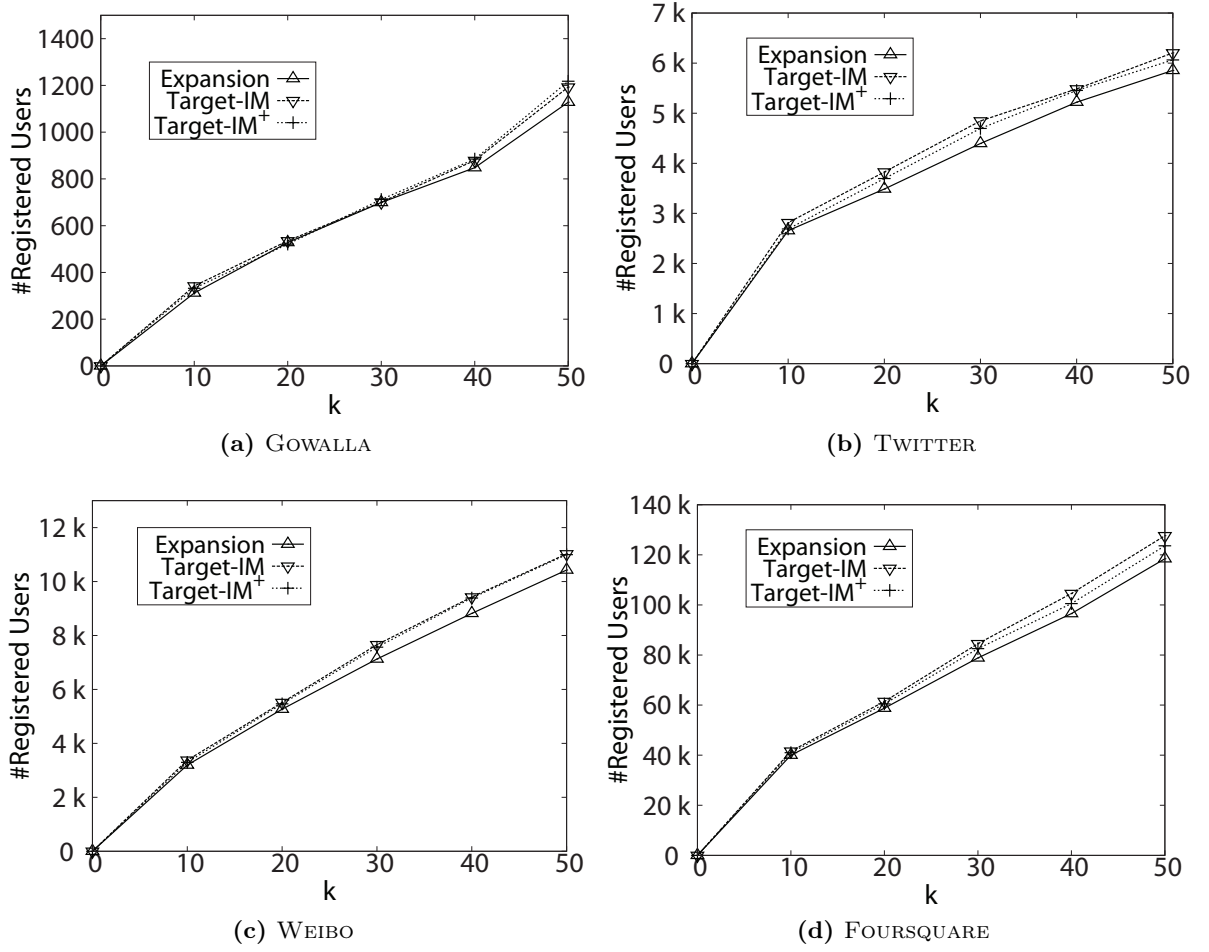 #Registered Users
1400
1200
1000
800
600
400
200
0
Expansion
Target-IM
Target-IM+
0 10 20 30 40 50
k
(a) GOWALLA
#Registered Users
7 k
6 k
5 k
4 k
3 k
2 k
1 k
0
Expansion
Target-IM
Target-IM+
0 10 20 30 40 50
k
(b) TWITTER
#Registered Users
12 k
10 k
8 k
6 k
4 k
2 k
0
Expansion
Target-IM
Target-IM+
0 10 20 30 40 50
k
(c) WEIBO
#Registered Users
140 k
120 k
100 k
80 k
60 k
40 k
20 k
0
Expansion
Target-IM
Target-IM+
0 10 20 30 40 50
k
(d) FOURSQUARE